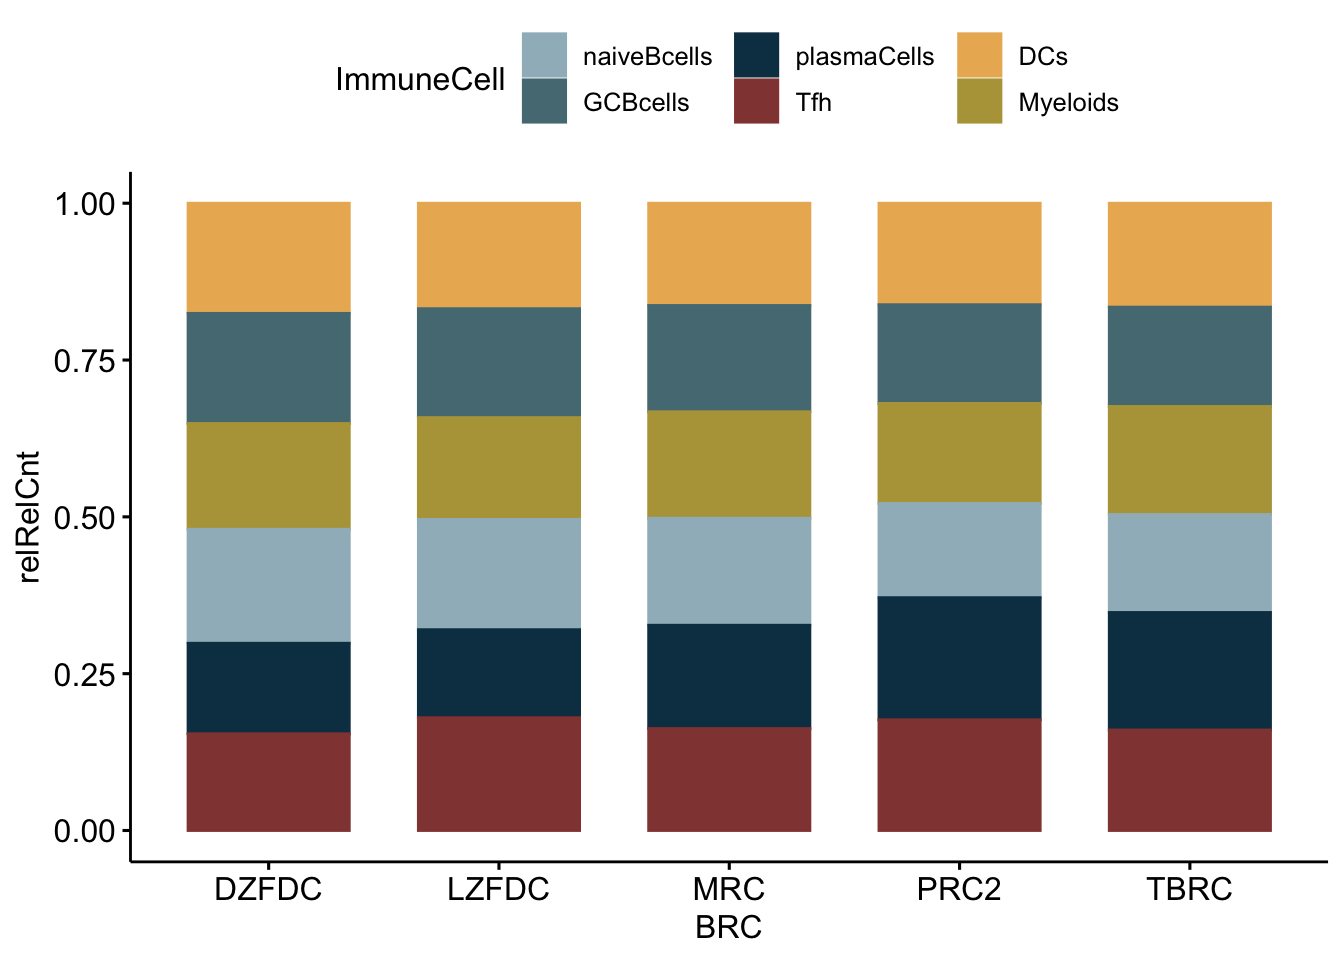 ImmuneCell
naiveBcells plasmaCells DCs
GCBcells Tfh Myeloids
1.00
0.75
0.50
0.25
0.00
relRelCnt
DZFDC LZFDC MRC PRC2 TBRC
BRC